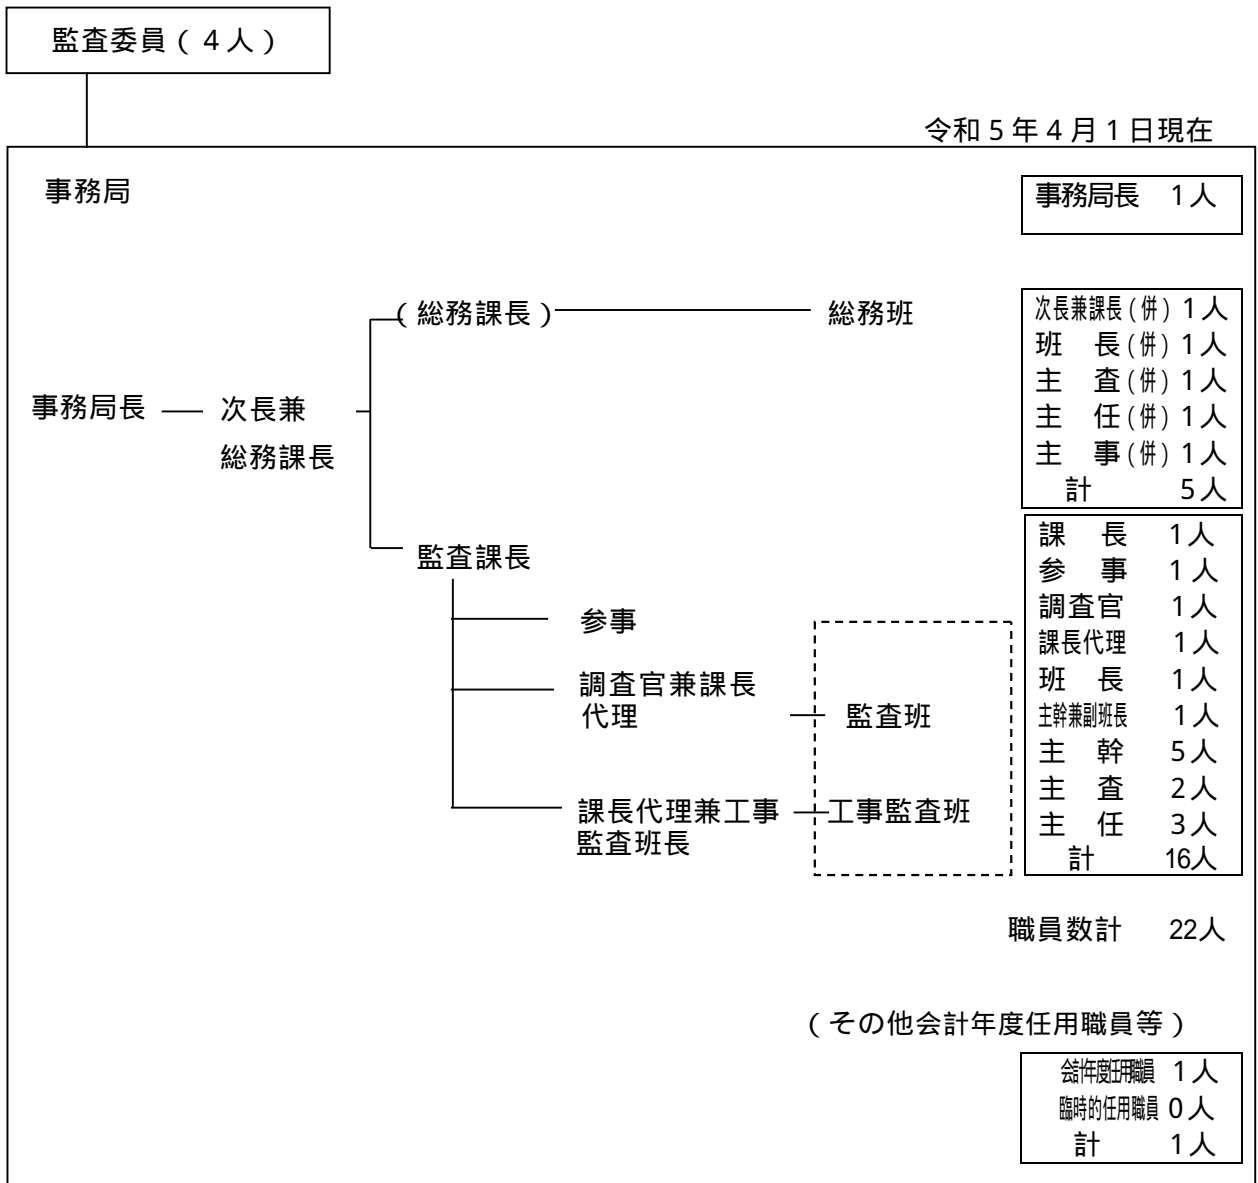 監査委員(4人)
令和5年4月1日現在
事務局
事務局長 1人
(総務課長)
総務班
次長兼課長(併) 1人
班 長(併) 1人
主 査(併) 1人
主 任(併) 1人
主 事(併) 1人
計 5人
事務局長
次長兼
総務課長
監査課長
参事
調査官兼課長
代理
監査班
課長代理兼工事
監査班長
工事監査班
課 長 1人
参 事 1人
調査官 1人
課長代理 1人
班 長 1人
主幹兼副班長 1人
主 幹 5人
主 査 2人
主 任 3人
計 16人
職員数計 22人
(その他会計年度任用職員等)
会計年度任用職員 1人
臨時的任用職員 0人
計 1人